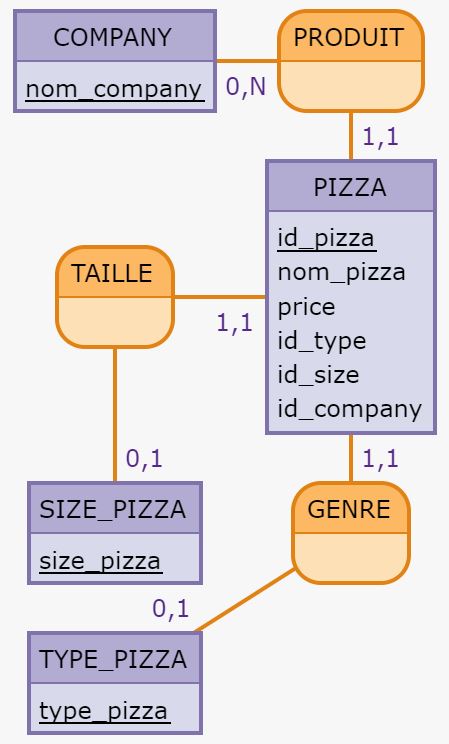 COMPANY
nom_company
0,N
PRODUIT
1,1
PIZZA
id_pizza
nom_pizza
price
id_type
id_size
id_company
TAILLE
1,1
0,1
SIZE_PIZZA
size_pizza
1,1
GENRE
0,1
TYPE_PIZZA
type_pizza